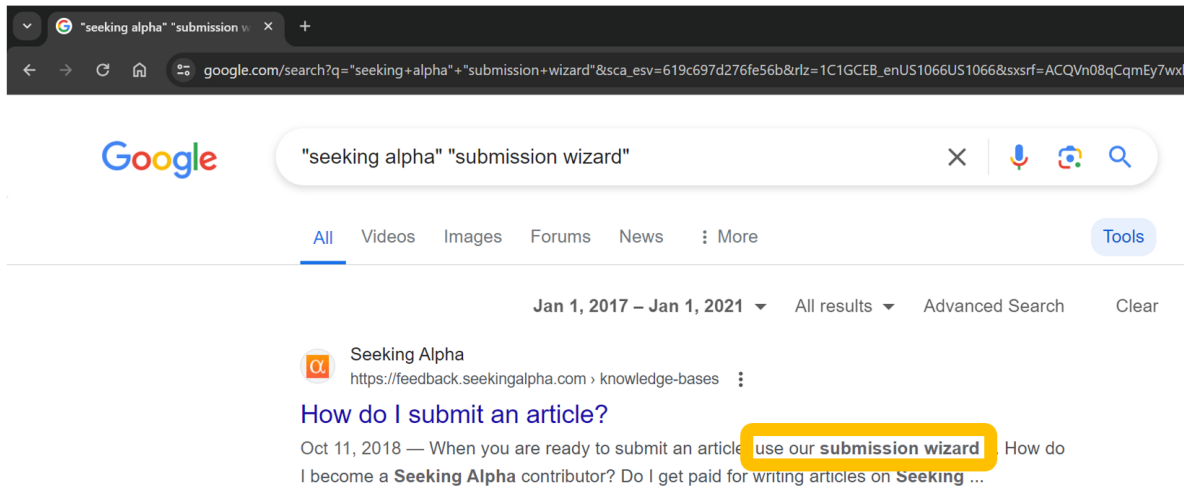 "seeking alpha" "submission w
google.com/search?q="seeking+alpha"+"submission+wizard"&sca_esv=619c697d276fe56b&rlz=1C1GCEB_enUS1066US1066&sxsrf=ACQVn08qCqmEy7wx
Google "seeking alpha" "submission wizard"
All Videos Images Forums News More Tools
Jan 1, 2017 – Jan 1, 2021 All results Advanced Search Clear
Seeking Alpha
https://feedback.seekingalpha.com › knowledge-bases
How do I submit an article?
Oct 11, 2018 — When you are ready to submit an article use our submission wizard . How do
I become a Seeking Alpha contributor? Do I get paid for writing articles on Seeking ...